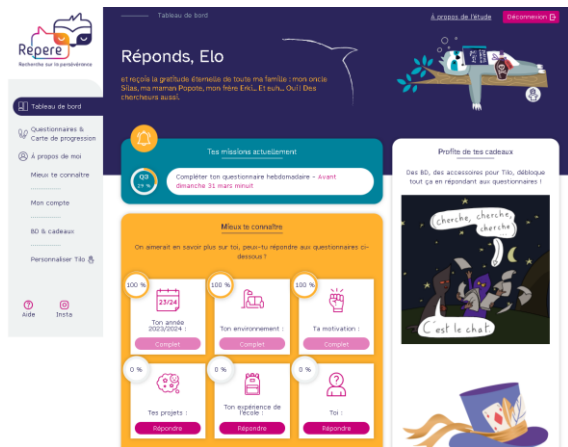 Tableau de bord
À propos de l'étude
Déconnexion
Repère
Recherche sur la persévérance
Réponds, Elo
et reçois la gratitude éternelle de toute ma famille : mon oncle
Silas, ma maman Popote, mon frère Erki... Et euh... Oui ! Des
chercheurs aussi.
Tableau de bord
Questionnaires &
Carte de progression
À propos de moi
Mieux te connaître
Mon compte
BD & cadeaux
Personnaliser Tilo
Aide
Insta
Tes missions actuellement
Q3
29 %
Compléter ton questionnaire hebdomadaire - Avant
dimanche 31 mars minuit
Mieux te connaître
On aimerait en savoir plus sur toi, peux-tu répondre aux questionnaires ci-
dessous !
100 %
23/24
Ton année
2023/2024 :
Complet
100 %
Ton environnement :
Complet
100 %
Ta motivation :
Complet
0 %
Tes projets :
Répondre
0 %
Ton expérience de
l'école :
Répondre
0 %
Toi :
Répondre
Profite de tes cadeaux
Des BD, des accessoires pour Tilo, débloque
tout ça en répondant aux questionnaires !
cherche, cherche,
cherche
C'est le chat.